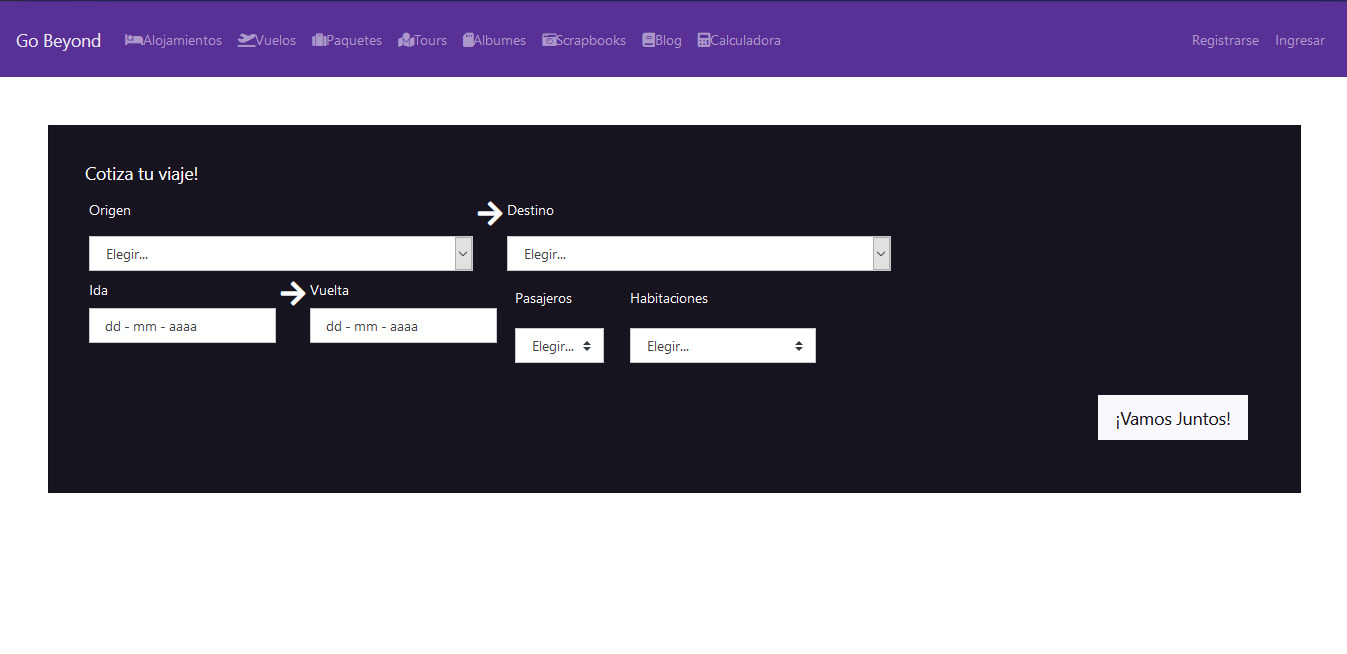 Go Beyond Alojamientos Vuelos Paquetes Tours Albumes Scrapbooks Blog Calculadora Registrarse Ingresar
Cotiza tu viaje!
Origen Destino
Elegir... Elegir...
Ida Vuelta Pasajeros Habitaciones
dd - mm - aaaa dd - mm - aaaa Elegir... Elegir...
¡Vamos Juntos!